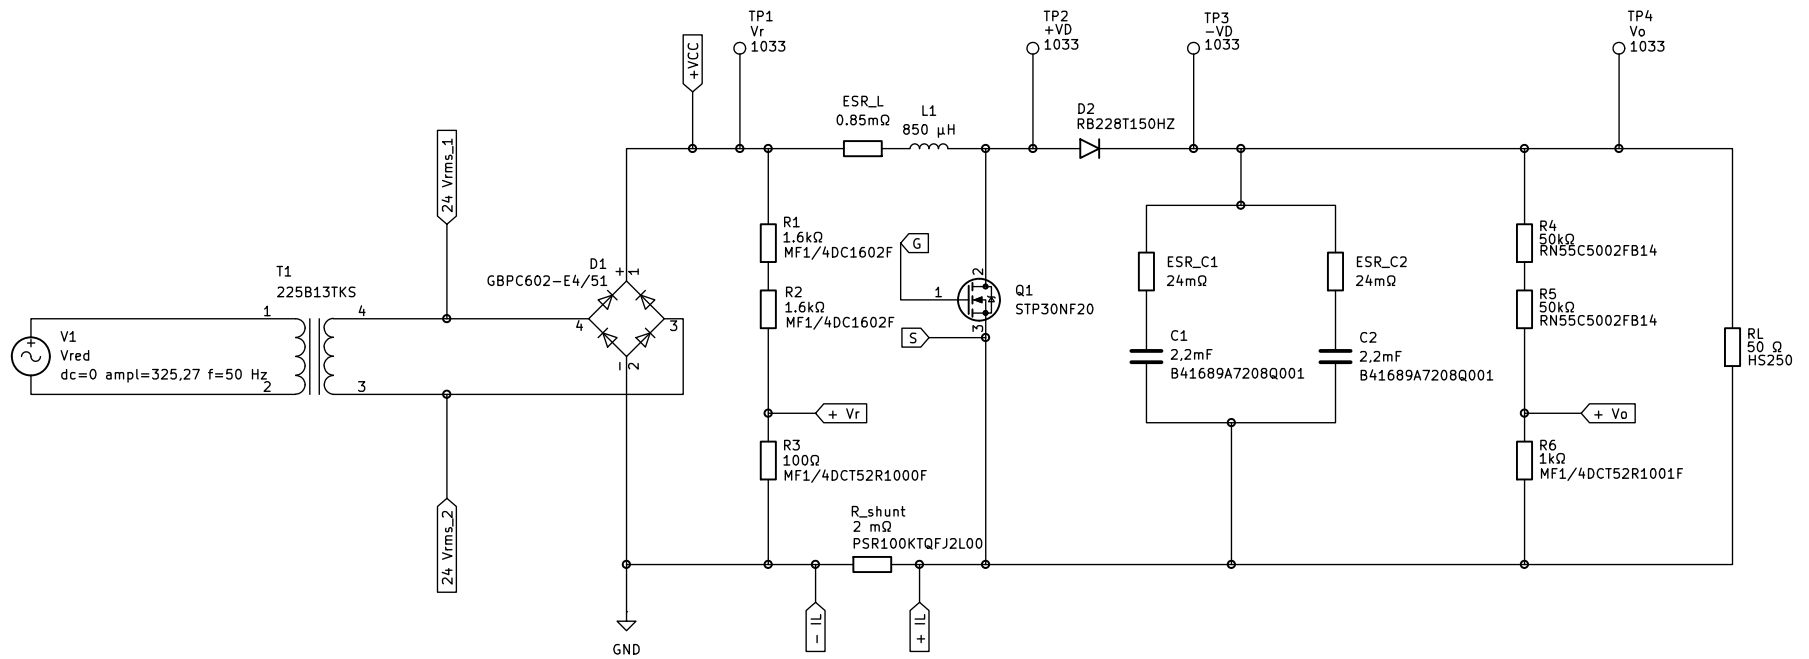 TP1
Vr
1033
TP2
+VD
1033
TP3
-VD
1033
TP4
Vo
1033
+VCC
24 Vrms_1
ESR_L
0.85mΩ
L1
850 µH
D2
RB228T150HZ
R1
1.6kΩ
MF1/4DC1602F
G
R4
50kΩ
RN55C5002FB14
T1
225B13TKS
D1
GBPC602-E4/51
+
1
4
3
−
2
R2
1.6kΩ
MF1/4DC1602F
2
1
3
Q1
STP30NF20
S
ESR_C1
24mΩ
ESR_C2
24mΩ
R5
50kΩ
RN55C5002FB14
1
4
2
3
V1
+
Vred
dc=0 ampl=325,27 f=50 Hz
C1
2,2mF
B41689A7208Q001
C2
2,2mF
B41689A7208Q001
RL
50 Ω
HS250
+ Vr
+ Vo
R3
100Ω
MF1/4DCT52R1000F
R6
1kΩ
MF1/4DCT52R1001F
24 Vrms_2
R_shunt
2 mΩ
PSR100KTQFJ2L00
- IL
+ IL
GND